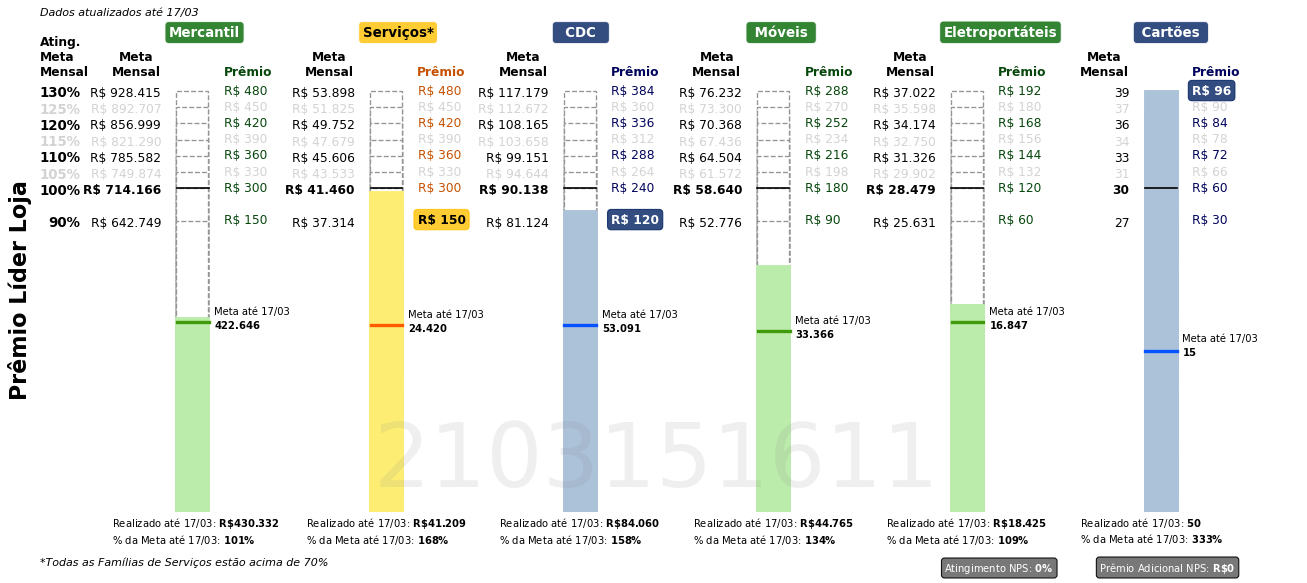 Dados atualizados até 17/03
Mercantil Serviços* CDC Móveis Eletroportáteis Cartões
Ating. Meta Mensal
Meta Mensal Prêmio Meta Mensal Prêmio Meta Mensal Prêmio Meta Mensal Prêmio Meta Mensal Prêmio Meta Mensal Prêmio
130% R$ 928.415 R$ 480 R$ 53.898 R$ 480 R$ 117.179 R$ 384 R$ 76.232 R$ 288 R$ 37.022 R$ 192 39 R$ 96
125% R$ 892.707 R$ 450 R$ 51.825 R$ 450 R$ 112.672 R$ 360 R$ 73.300 R$ 270 R$ 35.598 R$ 180 37 R$ 90
120% R$ 856.999 R$ 420 R$ 49.752 R$ 420 R$ 108.165 R$ 336 R$ 70.368 R$ 252 R$ 34.174 R$ 168 36 R$ 84
115% R$ 821.290 R$ 390 R$ 47.679 R$ 390 R$ 103.658 R$ 312 R$ 67.436 R$ 234 R$ 32.750 R$ 156 34 R$ 78
110% R$ 785.582 R$ 360 R$ 45.606 R$ 360 R$ 99.151 R$ 288 R$ 64.504 R$ 216 R$ 31.326 R$ 144 33 R$ 72
105% R$ 749.874 R$ 330 R$ 43.533 R$ 330 R$ 94.644 R$ 264 R$ 61.572 R$ 198 R$ 29.902 R$ 132 31 R$ 66
100% R$ 714.166 R$ 300 R$ 41.460 R$ 300 R$ 90.138 R$ 240 R$ 58.640 R$ 180 R$ 28.479 R$ 120 30 R$ 60
90% R$ 642.749 R$ 150 R$ 37.314 R$ 150 R$ 81.124 R$ 120 R$ 52.776 R$ 90 R$ 25.631 R$ 60 27 R$ 30
Prêmio Líder Loja
Meta até 17/03 Meta até 17/03 Meta até 17/03 Meta até 17/03 Meta até 17/03 Meta até 17/03
422.646 24.420 53.091 33.366 16.847 15
2103151611
Realizado até 17/03: R$430.332 Realizado até 17/03: R$41.209 Realizado até 17/03: R$84.060 Realizado até 17/03: R$44.765 Realizado até 17/03: R$18.425 Realizado até 17/03: 50
% da Meta até 17/03: 101% % da Meta até 17/03: 168% % da Meta até 17/03: 158% % da Meta até 17/03: 134% % da Meta até 17/03: 109% % da Meta até 17/03: 333%
*Todas as Famílias de Serviços estão acima de 70%
Atingimento NPS: 0% Prêmio Adicional NPS: R$0